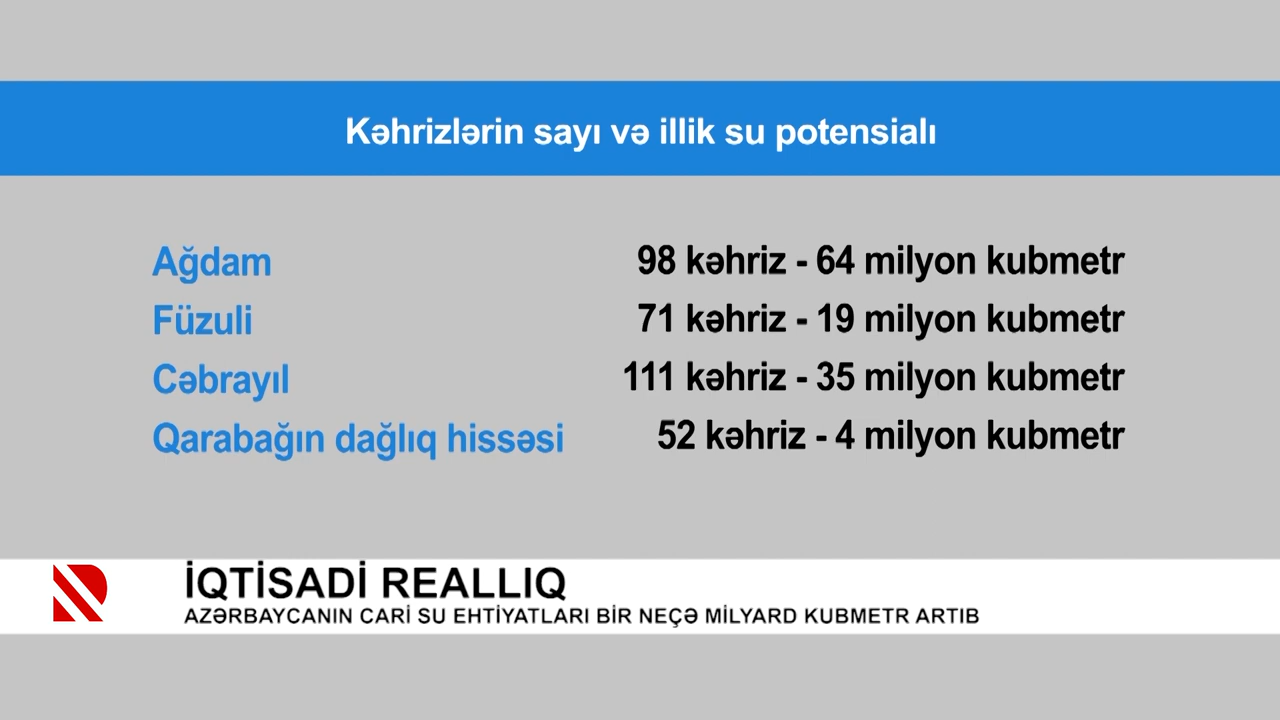 Kəhrizlərin sayı və illik su potensialı
Ağdam 98 kəhriz - 64 milyon kubmetr
Füzuli 71 kəhriz - 19 milyon kubmetr
Cəbrayıl 111 kəhriz - 35 milyon kubmetr
Qarabağın dağlıq hissəsi 52 kəhriz - 4 milyon kubmetr
İQTİSADİ REALLIQ
AZƏRBAYCANIN CARİ SU EHTİYATLARI BİR NEÇƏ MİLYARD KUBMETR ARTIB